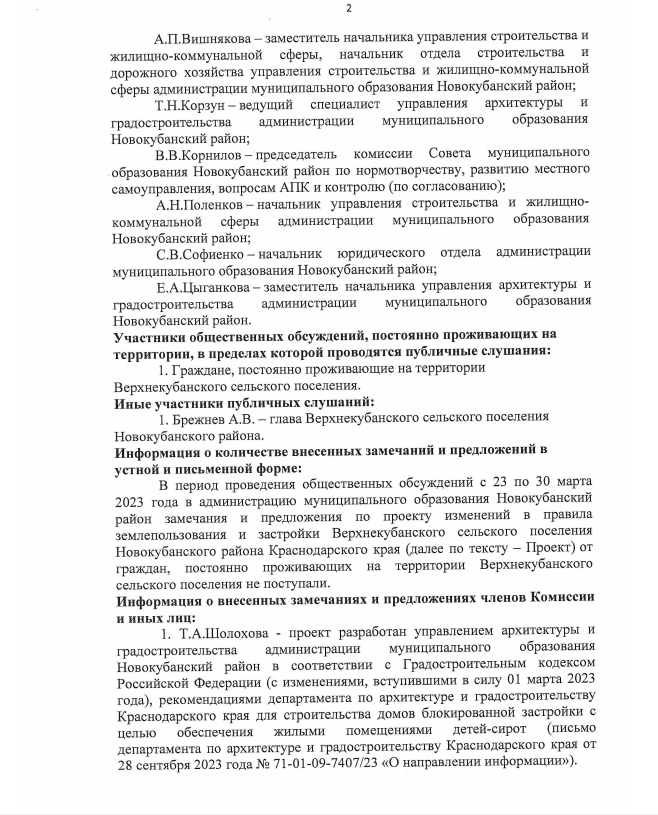 2
А.П.Вишнякова – заместитель начальника управления строительства и
жилищно-коммунальной сферы, начальник отдела строительства и
дорожного хозяйства управления строительства и жилищно-коммунальной
сферы администрации муниципального образования Новокубанский район;
Т.Н.Корзун – ведущий специалист управления архитектуры и
градостроительства администрации муниципального образования
Новокубанский район;
В.В.Корнилов – председатель комиссии Совета муниципального
образования Новокубанский район по нормотворчеству, развитию местного
самоуправления, вопросам АПК и контролю (по согласованию);
А.Н.Поленков – начальник управления строительства и жилищно-
коммунальной сферы администрации муниципального образования
Новокубанский район;
С.В.Софиенко – начальник юридического отдела администрации
муниципального образования Новокубанский район;
Е.А.Цыганкова – заместитель начальника управления архитектуры и
градостроительства администрации муниципального образования
Новокубанский район.
Участники общественных обсуждений, постоянно проживающих на
территории, в пределах которой проводятся публичные слушания:
1. Граждане, постоянно проживающие на территории
Верхнекубанского сельского поселения.
Иные участники публичных слушаний:
1. Брежнев А.В. – глава Верхнекубанского сельского поселения
Новокубанского района.
Информация о количестве внесенных замечаний и предложений в
устной и письменной форме:
В период проведения общественных обсуждений с 23 по 30 марта
2023 года в администрацию муниципального образования Новокубанский
район замечания и предложения по проекту изменений в правила
землепользования и застройки Верхнекубанского сельского поселения
Новокубанского района Краснодарского края (далее по тексту – Проект) от
граждан, постоянно проживающих на территории Верхнекубанского
сельского поселения не поступали.
Информация о внесенных замечаниях и предложениях членов Комиссии
и иных лиц:
1. Т.А.Шолохова - проект разработан управлением архитектуры и
градостроительства администрации муниципального образования
Новокубанский район в соответствии с Градостроительным кодексом
Российской Федерации (с изменениями, вступившими в силу 01 марта 2023
года), рекомендациями департамента по архитектуре и градостроительству
Краснодарского края для строительства домов блокированной застройки с
целью обеспечения жилыми помещениями детей-сирот (письмо
департамента по архитектуре и градостроительству Краснодарского края от
28 сентября 2023 года № 71-01-09-7407/23 «О направлении информации»).